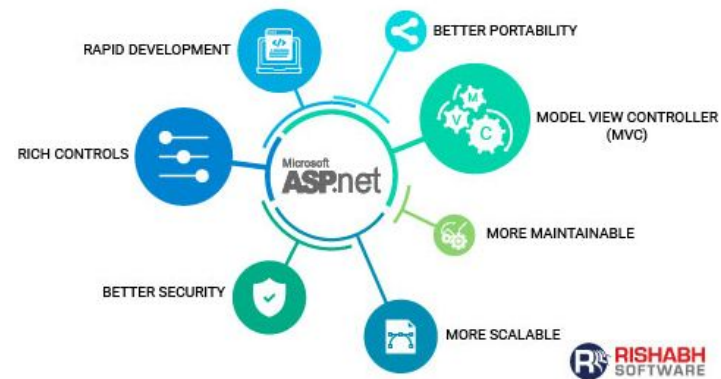 RAPID DEVELOPMENT
BETTER PORTABILITY
MODEL VIEW CONTROLLER
(MVC)
M
V
C
RICH CONTROLS
Microsoft
ASP.net
MORE MAINTAINABLE
BETTER SECURITY
MORE SCALABLE
R
RISHABH
SOFTWARE